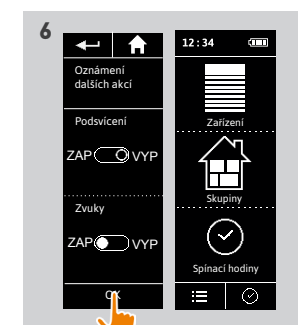 6
Oznámení
dalších akcí
Podsvícení
ZAP VYP
Zvuky
ZAP VYP
OK
12:34
Zařízení
Skupiny
Spínací hodiny